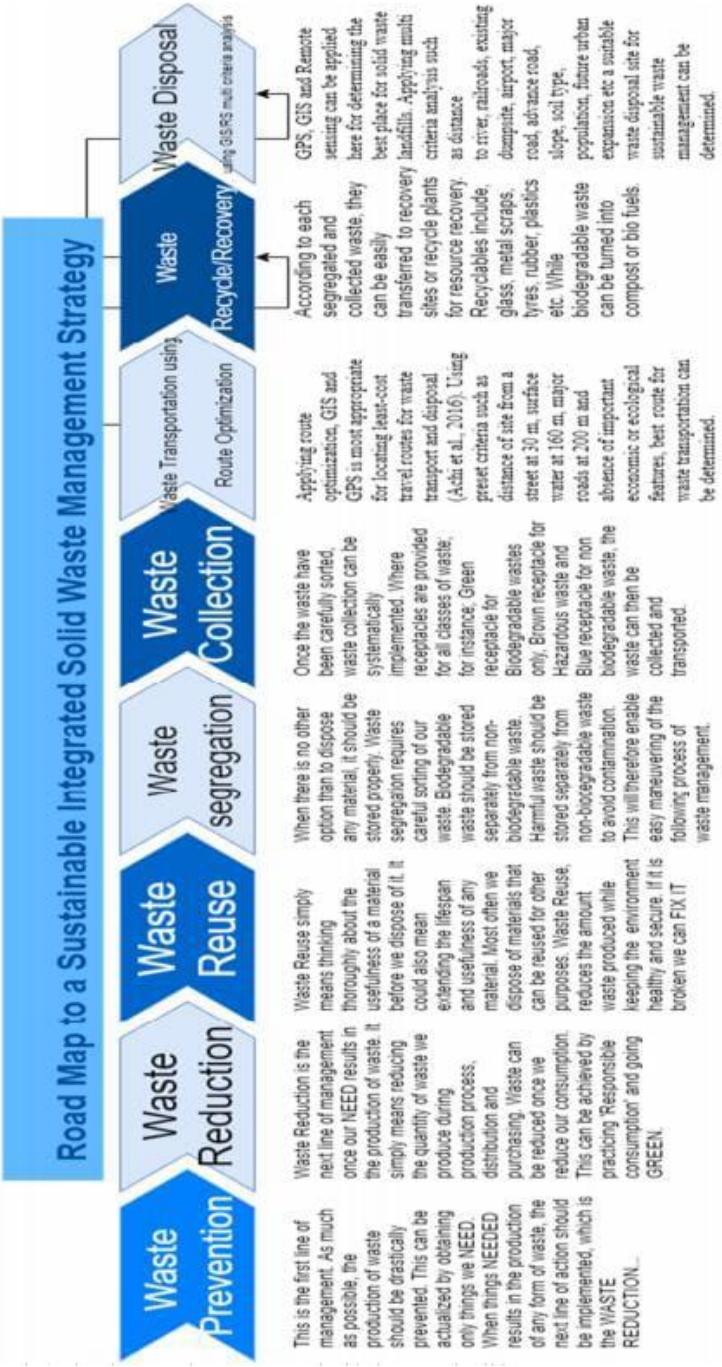 Road Map to a Sustainable Integrated Solid Waste Management Strategy
Waste
Prevention
This is the first line of
management. As much
as possible, the
production of waste
should be drastically
prevented. This can be
actualized by obtaining
only things we NEED.
When things NEEDED
results in the production
of any form of waste, the
next line of action should
be implemented, which is
the WASTE
REDUCTION...
Waste
Reduction
Waste Reduction is the
next line of management
once our NEED results in
the production of waste. It
simply means reducing
the quantity of waste we
produce during
production process,
distribution and
purchasing. Waste can
be reduced once we
reduce our consumption.
This can be achieved by
practicing 'Responsible
consumption' and going
GREEN.
Waste
Reuse
Waste Reuse simply
means thinking
thoroughly about the
usefulness of a material
before we dispose of it. It
could also mean
extending the lifespan
and usefulness of any
material. Most often we
dispose of materials that
can be reused for other
purposes. Waste Reuse,
reduces the amount
waste produced while
keeping the environment
healthy and secure. If it is
broken we can FIX IT
Waste
segregation
When there is no other
option than to dispose
any material, it should be
stored properly. Waste
segregation requires
careful sorting of our
waste. Biodegradable
waste should be stored
separately from non-
biodegradable waste.
Harmful waste should be
stored separately from
non-biodegradable waste
to avoid contamination.
This will therefore enable
easy maneuvering of the
following process of
waste management.
Waste
Collection
Once the waste have
been carefully sorted,
waste collection can be
systematically
implemented. Where
receptacles are provided
for all classes of waste;
for instance; Green
receptacle for
Biodegradable wastes
only, Brown receptacle for
Hazardous waste and
Blue receptacle for non
biodegradable waste, the
waste can then be
collected and
transported.
Waste Transportation using
Route Optimization
Applying route
optimization, GIS and
GPS is most appropriate
for locating least-cost
travel routes for waste
transport and disposal
(Achi et al., 2016). Using
preset criteria such as
distance of site from a
street at 30 m, surface
water at 160 m, major
roads at 200 m and
absence of important
economic or ecological
features, best route for
waste transportation can
be determined.
Waste
Recycle/Recovery
According to each
segregated and
collected waste, they
can be easily
transferred to recovery
sites or recycle plants
for resource recovery.
Recyclables include,
glass, metal scraps,
tyres, rubber, plastics
etc. While
biodegradable waste
can be turned into
compost or bio fuels.
Waste Disposal
using GIS/RS multi criteria analysis
GPS, GIS and Remote
sensing can be applied
here for determining the
best place for solid waste
landfills. Applying multi
criteria analysis such
as distance
to river, railroads, existing
dumpsite, airport, major
road, advance road,
slope, soil type,
population, future urban
expansion etc a suitable
waste disposal site for
sustainable waste
management can be
determined.